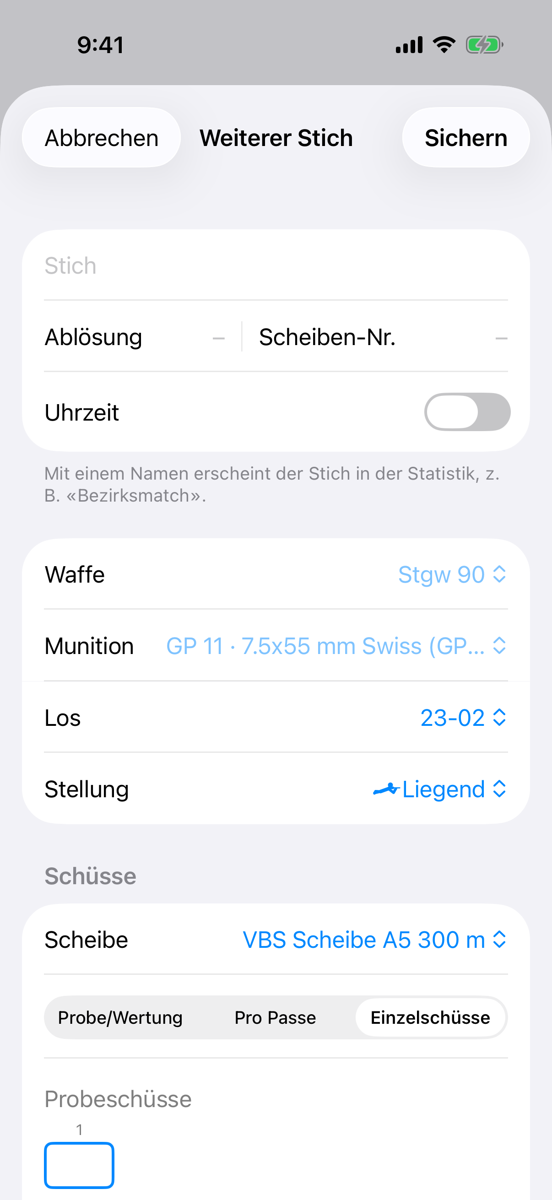 9:41
Abbrechen Weiterer Stich Sichern
Stich
Ablösung – Scheiben-Nr. –
Uhrzeit
Mit einem Namen erscheint der Stich in der Statistik, z.
B. «Bezirksmatch».
Waffe Stgw 90
Munition GP 11 · 7.5x55 mm Swiss (GP...
Los 23-02
Stellung Liegend
Schüsse
Scheibe VBS Scheibe A5 300 m
Probe/Wertung Pro Passe Einzelschüsse
Probeschüsse
1